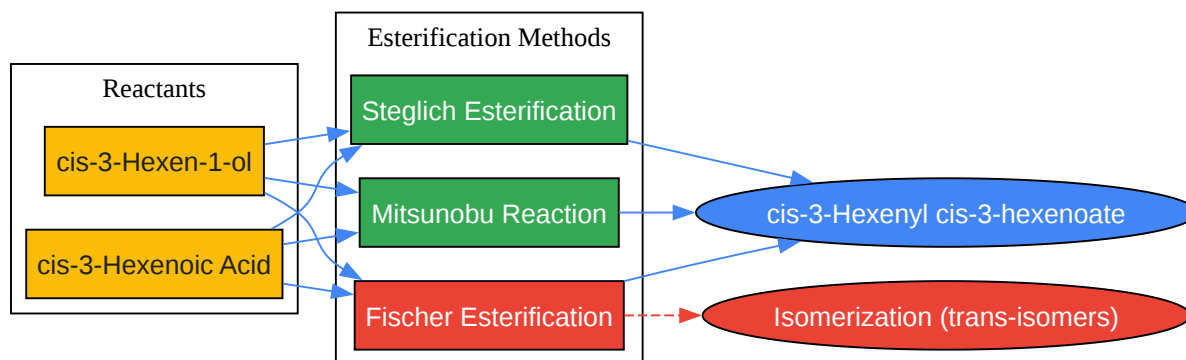 Reactants
cis-3-Hexen-1-ol
cis-3-Hexenoic Acid
Esterification Methods
Steglich Esterification
Mitsunobu Reaction
Fischer Esterification
cis-3-Hexenyl cis-3-hexenoate
Isomerization (trans-isomers)